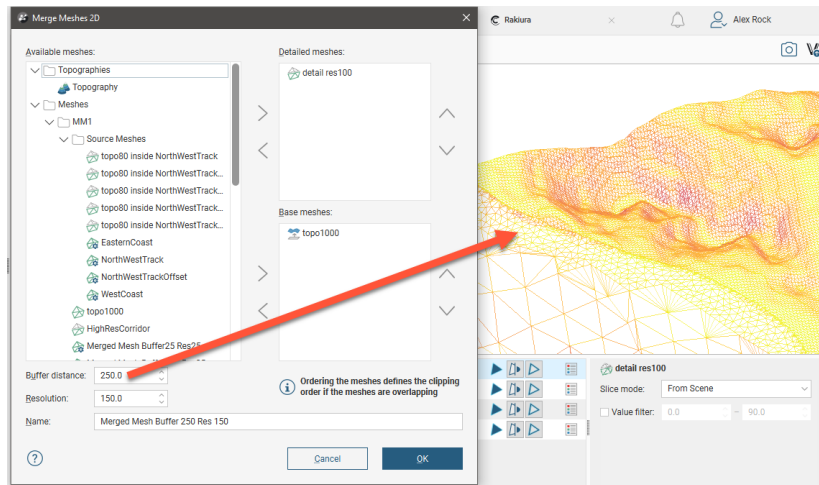 Merge Meshes 2D
Available meshes:
Topographies
Topography
Meshes
MM1
Source Meshes
topo80 inside NorthWestTrack
topo80 inside NorthWestTrack...
topo80 inside NorthWestTrack...
topo80 inside NorthWestTrack...
topo80 inside NorthWestTrack...
EasternCoast
NorthWestTrack
NorthWestTrackOffset
WestCoast
topo1000
HighResCorridor
Merged Mesh Buffer25 Res25
Detailed meshes:
detail res100
Base meshes:
topo1000
Buffer distance: 250.0
Resolution: 150.0
Ordering the meshes defines the clipping
order if the meshes are overlapping
Name: Merged Mesh Buffer 250 Res 150
Cancel
OK
Rakiura
Alex Rock
detail res100
Slice mode: From Scene
Value filter: 0.0 – 90.0